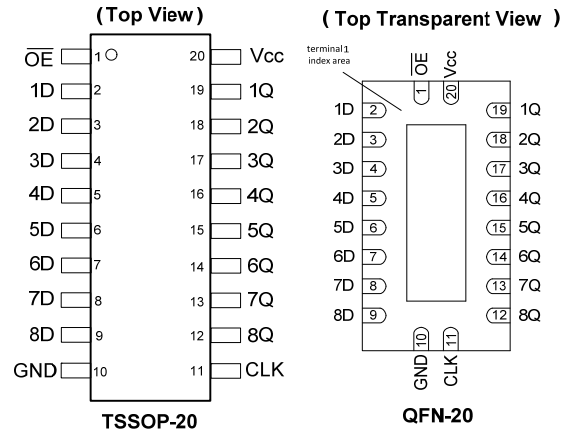 (Top View)
OE 1 20 Vcc
1D 2 19 1Q
2D 3 18 2Q
3D 4 17 3Q
4D 5 16 4Q
5D 6 15 5Q
6D 7 14 6Q
7D 8 13 7Q
8D 9 12 8Q
GND 10 11 CLK
TSSOP-20
( Top Transparent View )
terminal1
index area
OE Vcc
1 20
1D 2 19 1Q
2D 3 18 2Q
3D 4 17 3Q
4D 5 16 4Q
5D 6 15 5Q
6D 7 14 6Q
7D 8 13 7Q
8D 9 12 8Q
10 11
GND CLK
QFN-20